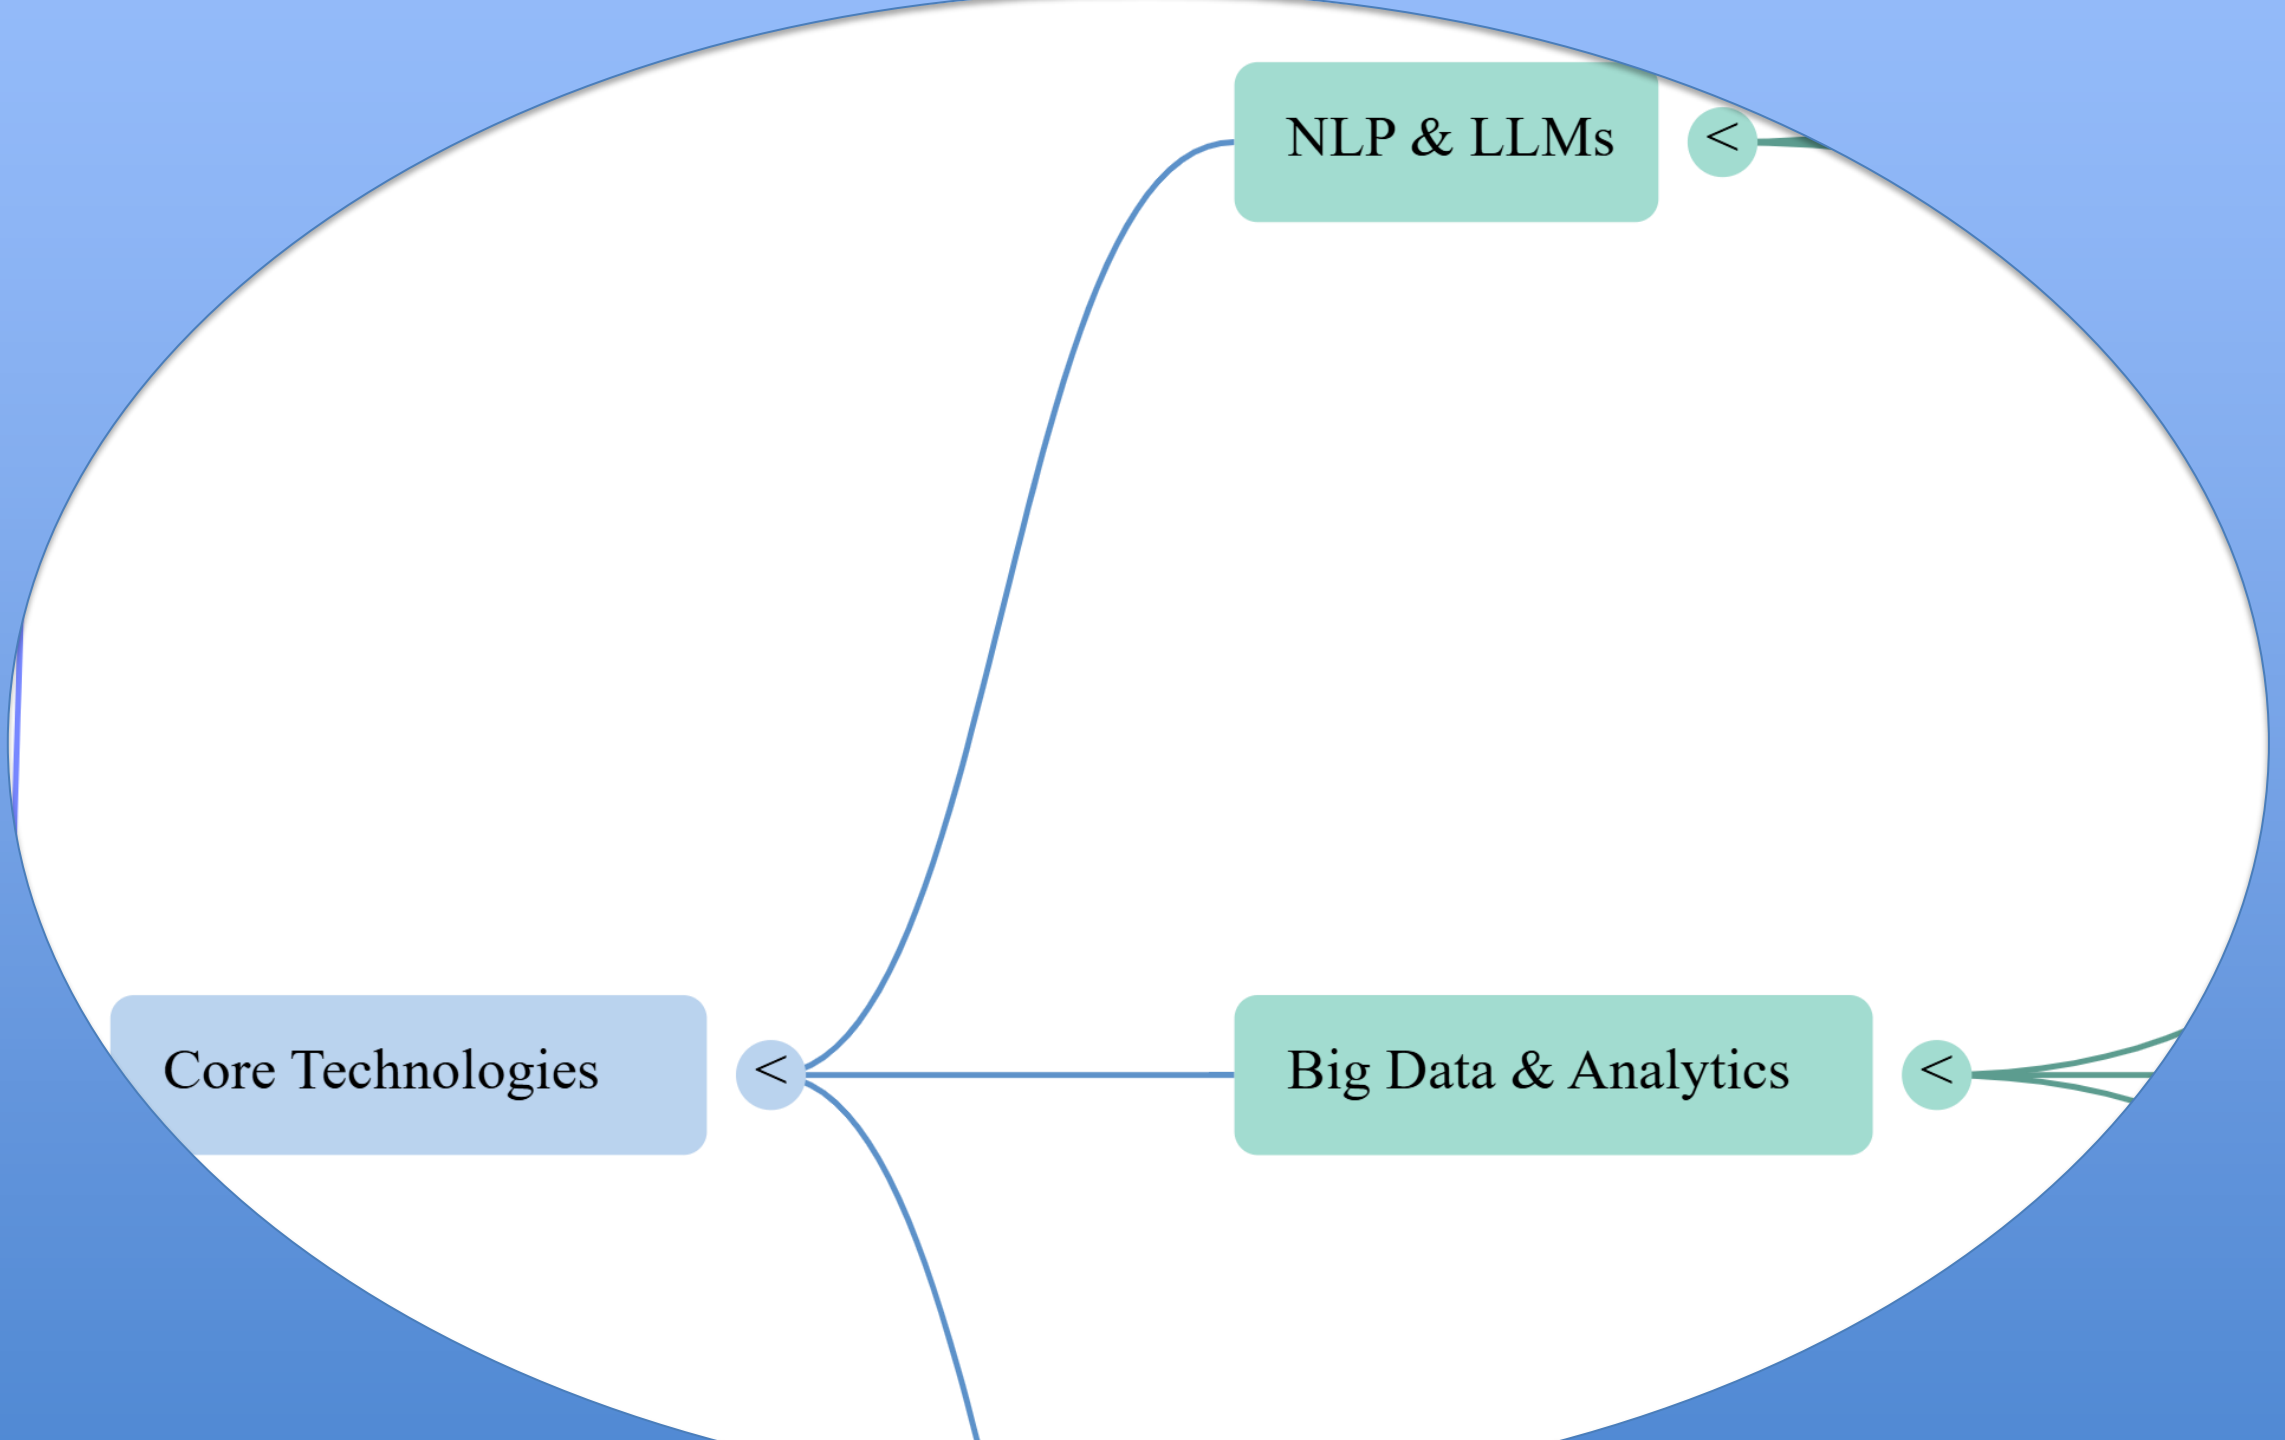 NLP & LLMs
<
Core Technologies
<
Big Data & Analytics
<